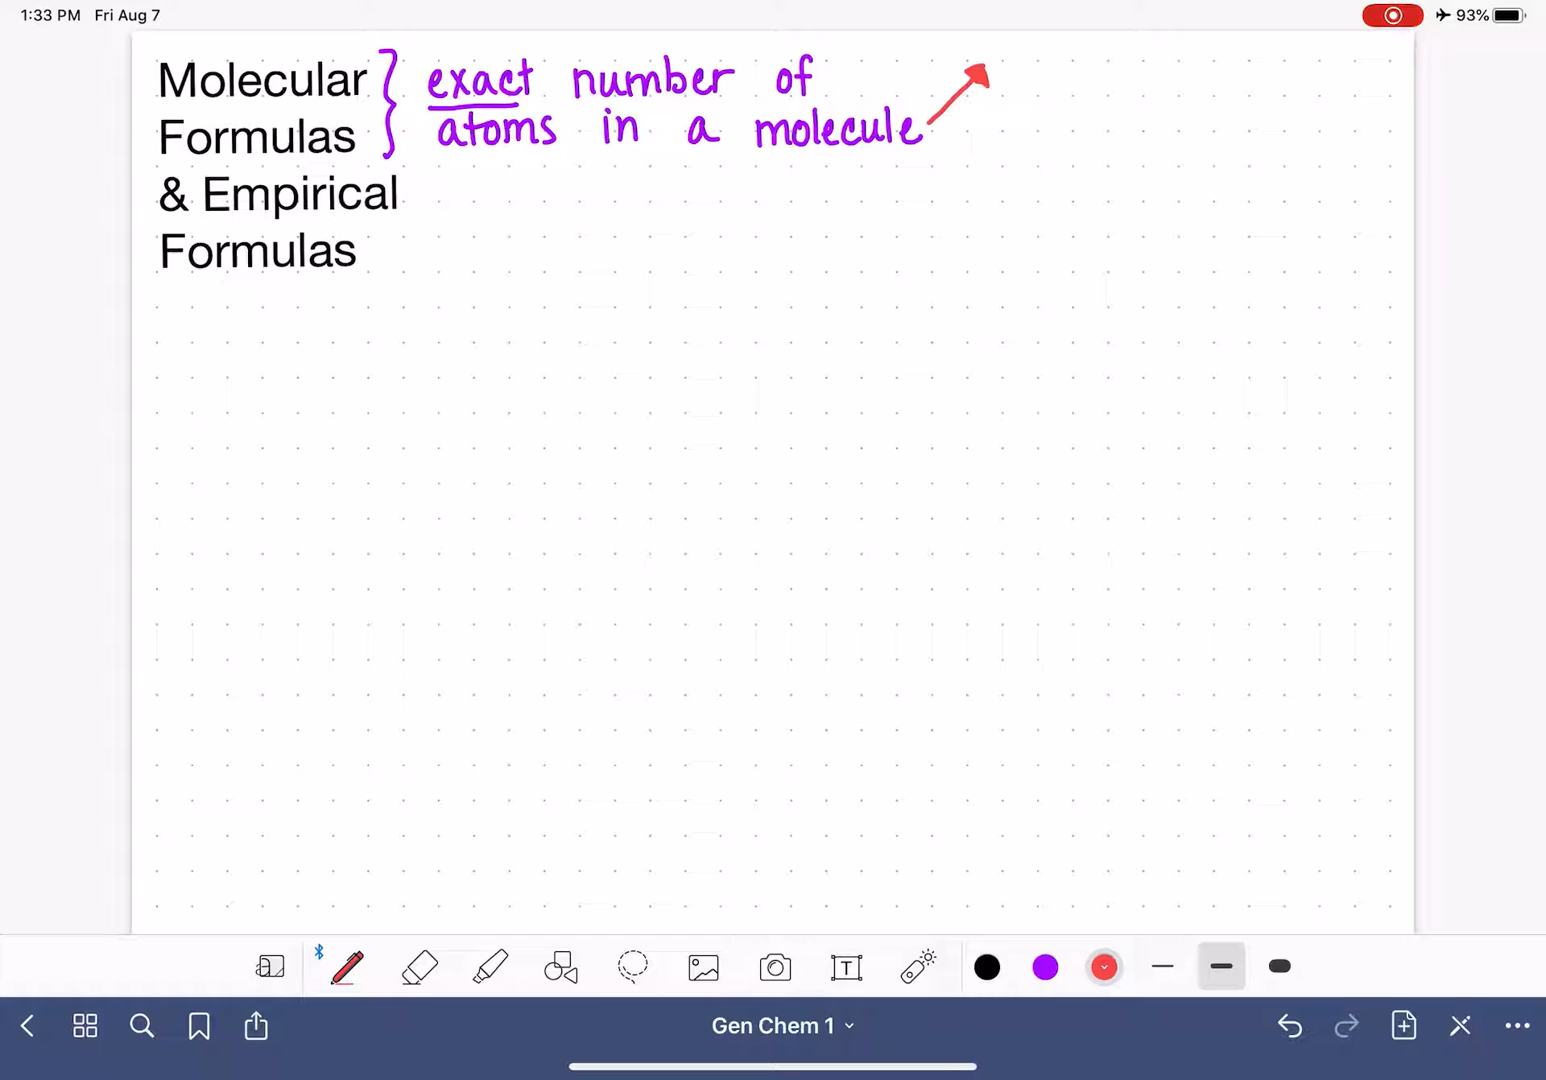 1:33 PM Fri Aug 7
93%
Molecular
Formulas
& Empirical
Formulas
exact number of
atoms in a molecule
T
Gen Chem 1